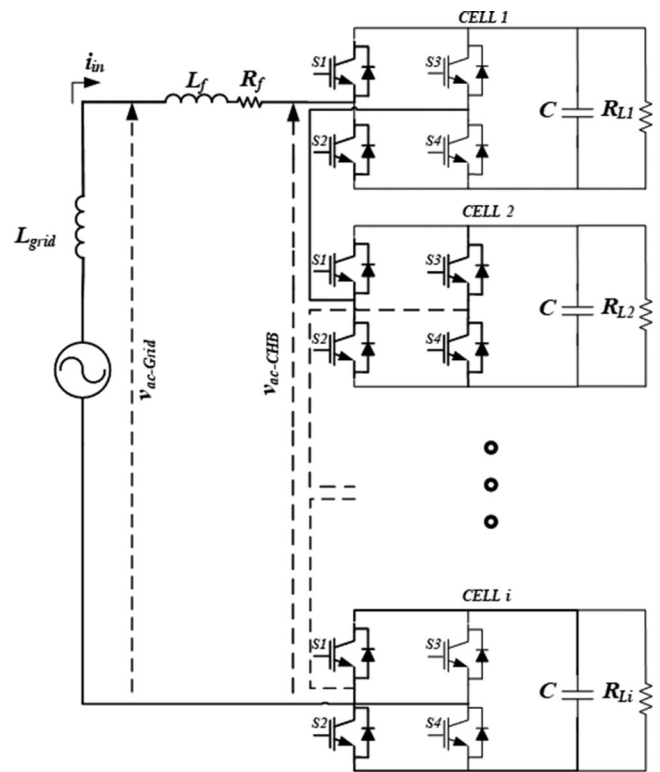 CELL 1
i_in
L_f
R_f
S1
S3
C
R_L1
S2
S4
CELL 2
L_grid
S1
S3
C
R_L2
S2
S4
v_ac-Grid
v_ac-CHB
CELL i
S1
S3
C
R_Li
S2
S4